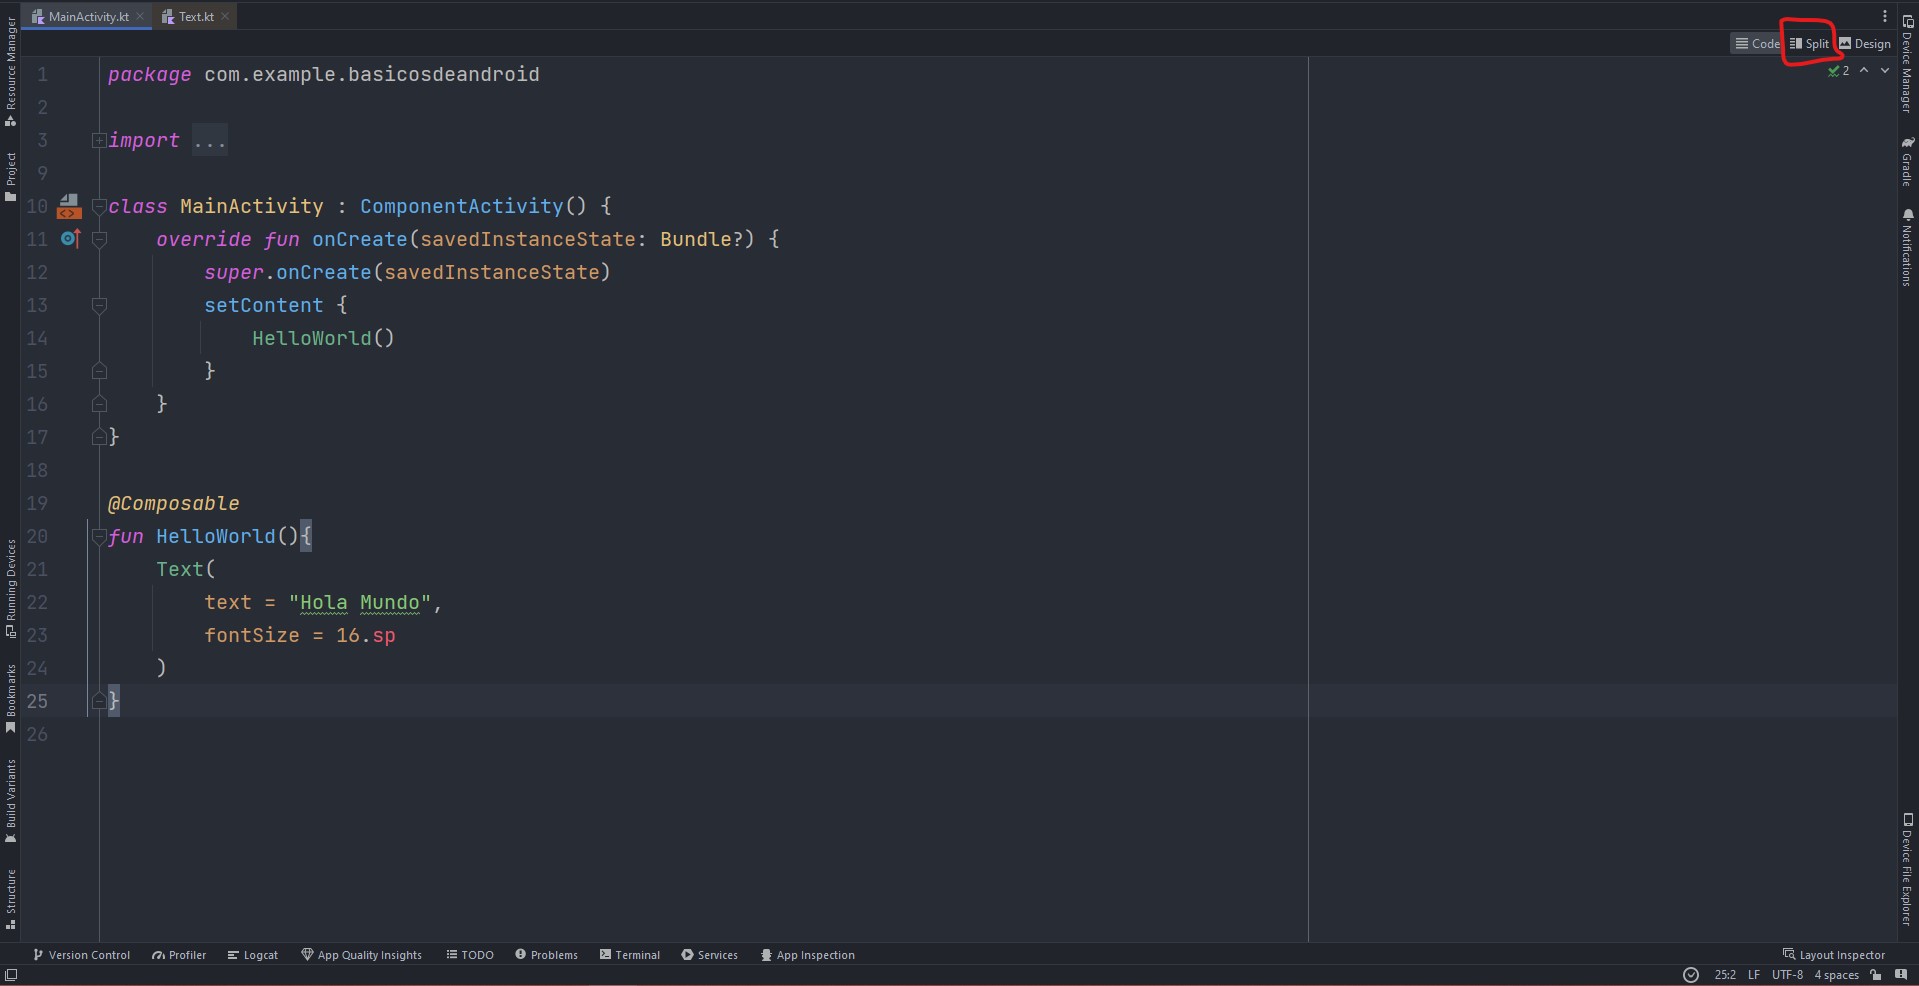 MainActivity.kt
Text.kt
Code
Split
Design
2
Resource Manager
Project
Running Devices
Bookmarks
Build Variants
Structure
1 package com.example.basicosdeandroid
2
3 import ...
9
10 class MainActivity : ComponentActivity() {
11 override fun onCreate(savedInstanceState: Bundle?) {
12 super.onCreate(savedInstanceState)
13 setContent {
14 HelloWorld()
15 }
16 }
17 }
18
19 @Composable
20 fun HelloWorld(){
21 Text(
22 text = "Hola Mundo",
23 fontSize = 16.sp
24 )
25 }
26
Device Manager
Gradle
Notifications
Device File Explorer
Version Control Profiler Logcat App Quality Insights TODO Problems Terminal Services App Inspection Layout Inspector
25:2 LF UTF-8 4 spaces